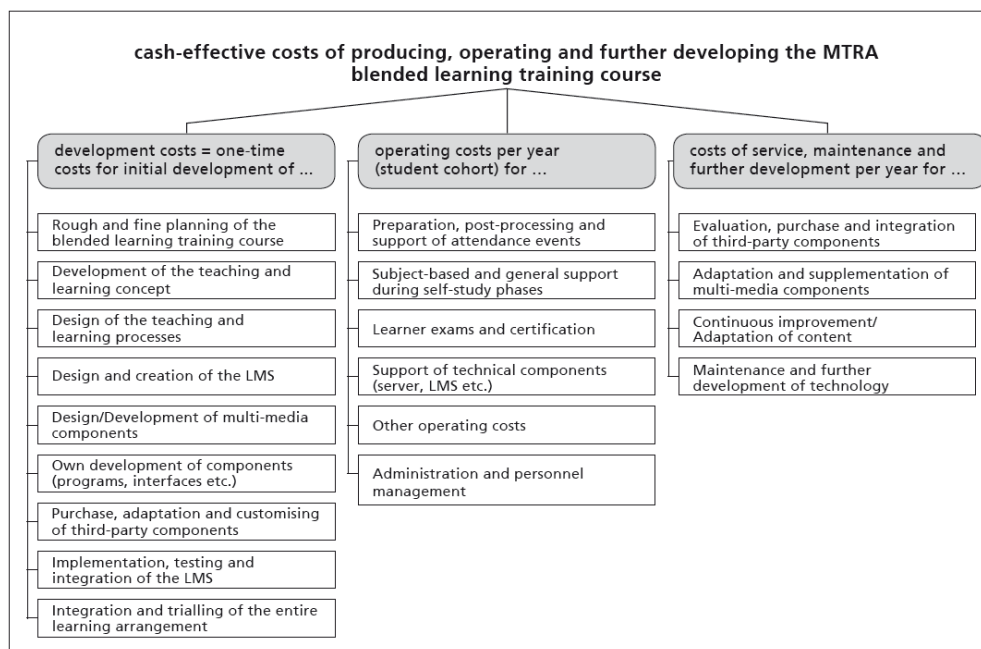 cash-effective costs of producing, operating and further developing the MTRA
blended learning training course
development costs = one-time
costs for initial development of ...
Rough and fine planning of the
blended learning training course
Development of the teaching and
learning concept
Design of the teaching and
learning processes
Design and creation of the LMS
Design/Development of multi-media
components
Own development of components
(programs, interfaces etc.)
Purchase, adaptation and customising
of third-party components
Implementation, testing and
integration of the LMS
Integration and trialling of the entire
learning arrangement
operating costs per year
(student cohort) for ...
Preparation, post-processing and
support of attendance events
Subject-based and general support
during self-study phases
Learner exams and certification
Support of technical components
(server, LMS etc.)
Other operating costs
Administration and personnel
management
costs of service, maintenance and
further development per year for ...
Evaluation, purchase and integration
of third-party components
Adaptation and supplementation of
multi-media components
Continuous improvement/
Adaptation of content
Maintenance and further
development of technology